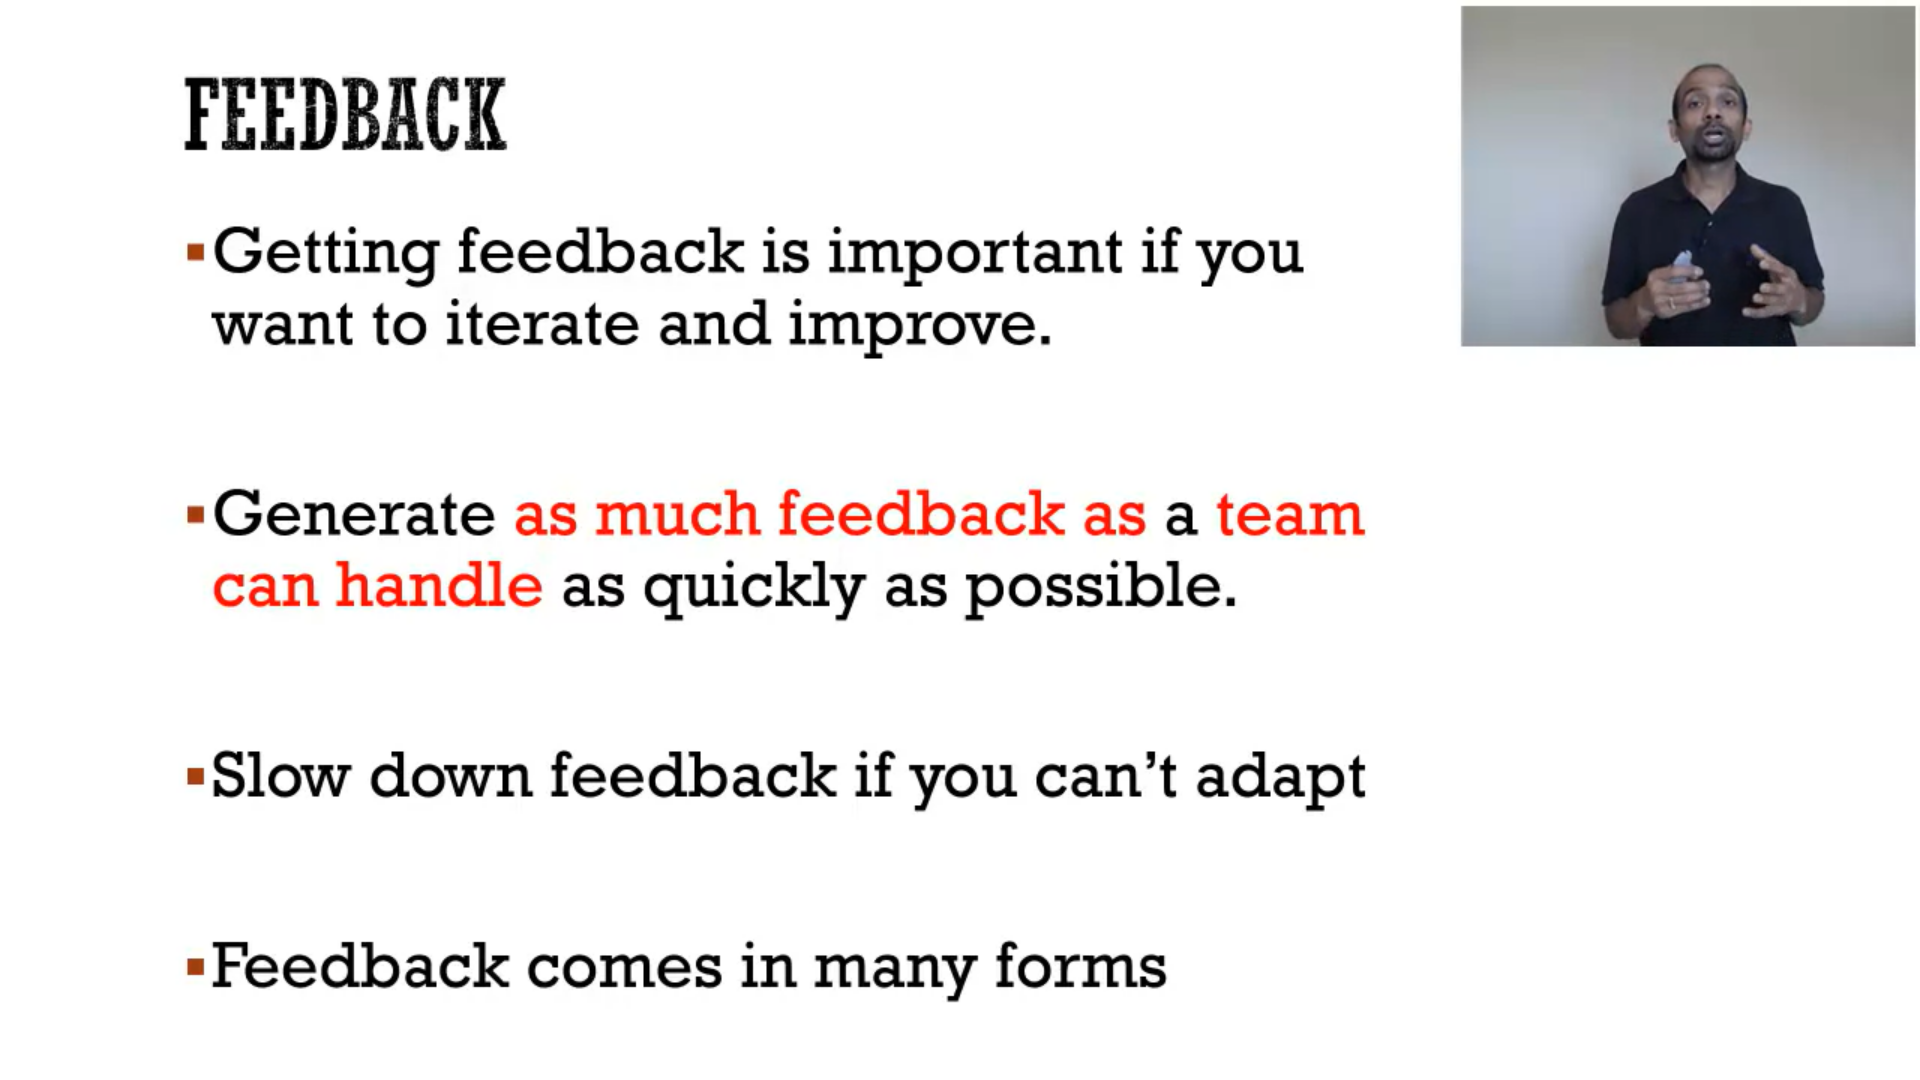 FEEDBACK
▪Getting feedback is important if you
want to iterate and improve.
▪Generate as much feedback as a team
can handle as quickly as possible.
▪Slow down feedback if you can’t adapt
▪Feedback comes in many forms